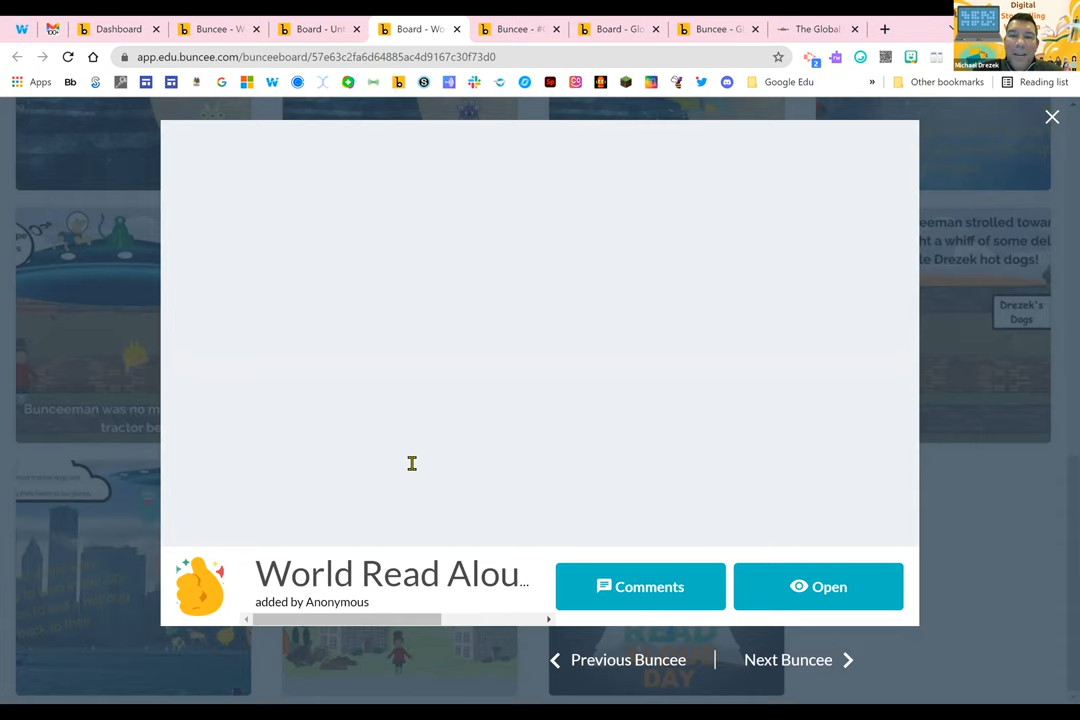 Dashboard
Buncee - W
Board - Unt
Board - Wo
Buncee - #
Board - Glo
Buncee - G
The Global
Digital
Michael Drezek
app.edu.buncee.com/bunceeboard/57e63c2fa6d64885ac4d9167c30f73d0
Apps
Google Edu
Other bookmarks
Reading list
eeman strolled towar
ht a whiff of some del
le Drezek hot dogs!
Drezek's
Dogs
Bunceeman was no m
tractor be
World Read Alou...
added by Anonymous
Comments
Open
Previous Buncee
Next Buncee
READ
ALOUD
DAY